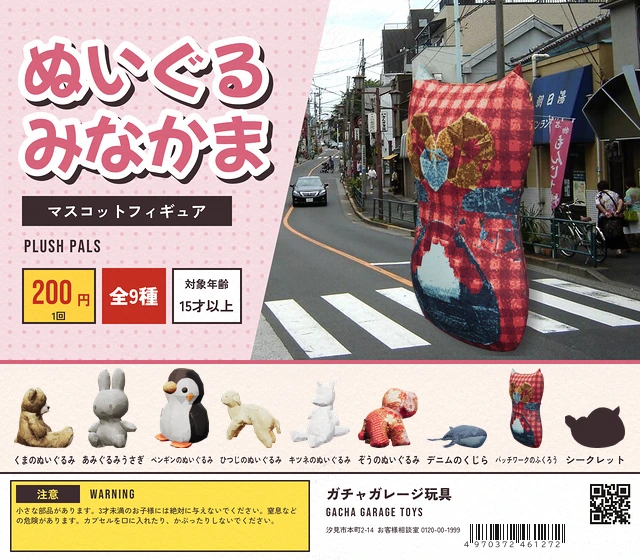 ぬいぐるみなかま
マスコットフィギュア
PLUSH PALS
200円
1回
全9種
対象年齢
15才以上
朝日湯
もんじゃ
くまのぬいぐるみ
あみぐるみうさぎ
ペンギンのぬいぐるみ
ひつじのぬいぐるみ
キツネのぬいぐるみ
ぞうのぬいぐるみ
デニムのくじら
パッチワークのふくろう
シークレット
注意 WARNING
小さな部品があります。3才未満のお子様には絶対に与えないでください。窒息など
の危険があります。カプセルを口に入れたり、かぶったりしないでください。
ガチャガレージ玩具
GACHA GARAGE TOYS
汐見市本町2-14 お客様相談室 0120-00-1999
4 970372 461272